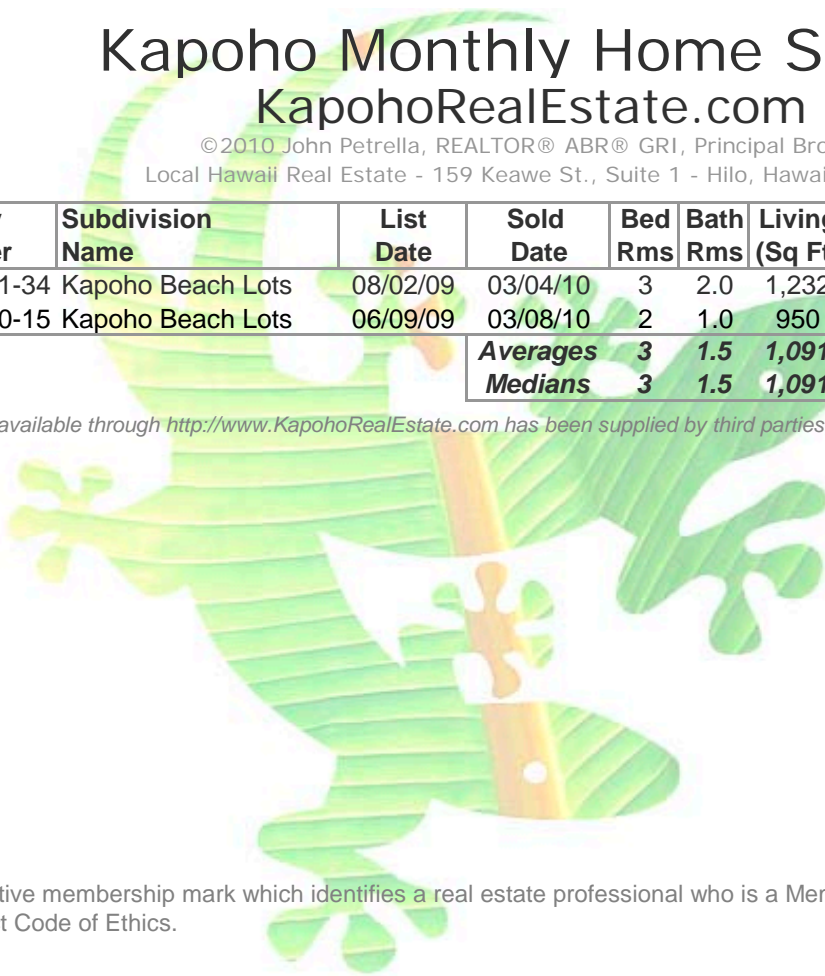 Kapoho Monthly Home S
KapohoRealEstate.com
©2010 John Petrella, REALTOR® ABR® GRI, Principal Bro
Local Hawaii Real Estate - 159 Keawe St., Suite 1 - Hilo, Hawai
Subdivision List Sold Bed Bath Living
er Name Date Date Rms Rms (Sq Ft
1-34 Kapoho Beach Lots 08/02/09 03/04/10 3 2.0 1,232
0-15 Kapoho Beach Lots 06/09/09 03/08/10 2 1.0 950
Averages 3 1.5 1,091
Medians 3 1.5 1,091
available through http://www.KapohoRealEstate.com has been supplied by third parties
tive membership mark which identifies a real estate professional who is a Mer
t Code of Ethics.